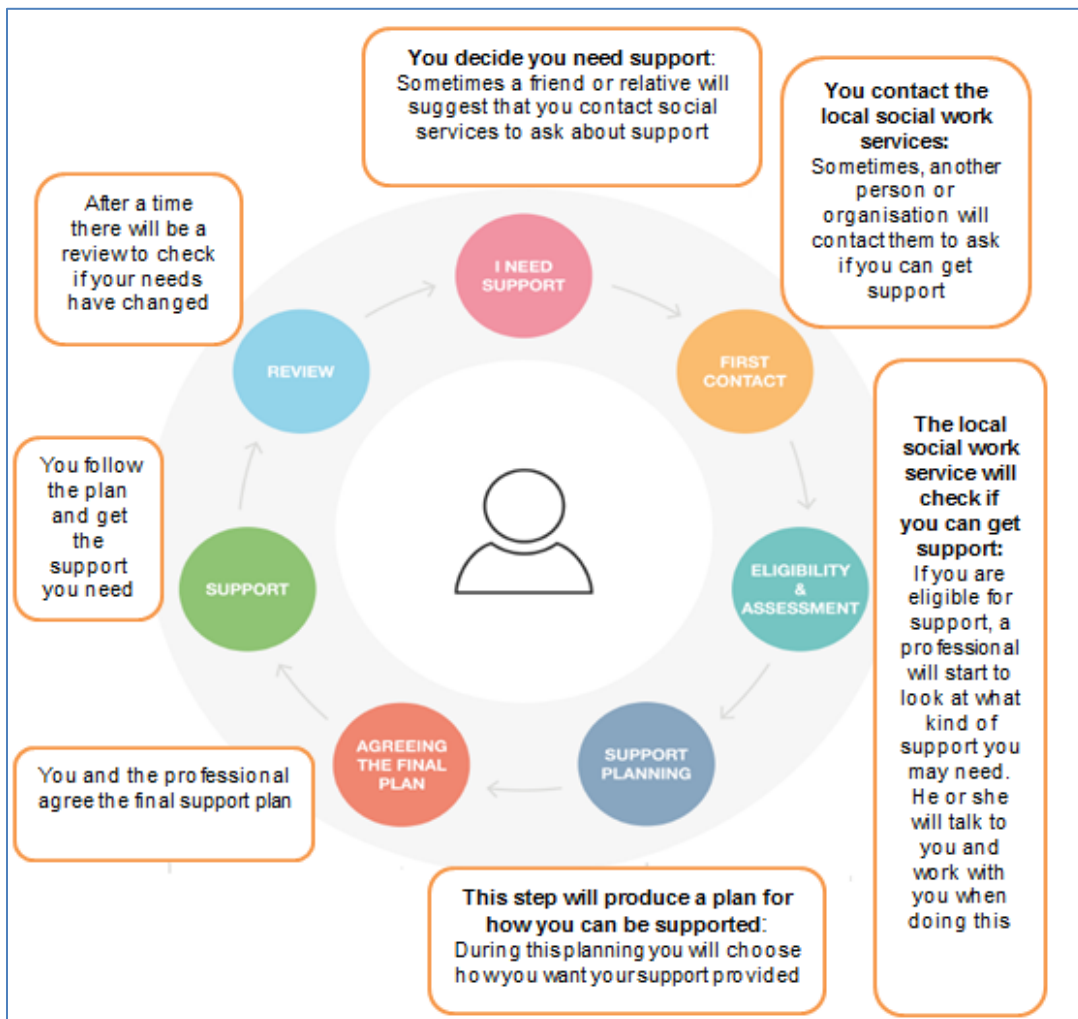 You decide you need support:
Sometimes a friend or relative will
suggest that you contact social
services to ask about support
You contact the
local social work
services:
Sometimes, another
person or
organisation will
contact them to ask
if you can get
support
After a time
there will be a
review to check
if your needs
have changed
I NEED
SUPPORT
REVIEW
FIRST
CONTACT
The local
social work
service will
check if
you can get
support:
If you are
eligible for
support, a
professional
will start to
look at what
kind of
support you
may need.
He or she
will talk to
you and
work with
you when
doing this
You follow
the plan
and get
the
support
you need
SUPPORT
ELIGIBILITY
&
ASSESSMENT
AGREEING
THE FINAL
PLAN
SUPPORT
PLANNING
You and the professional
agree the final support plan
This step will produce a plan for
how you can be supported:
During this planning you will choose
how you want your support provided